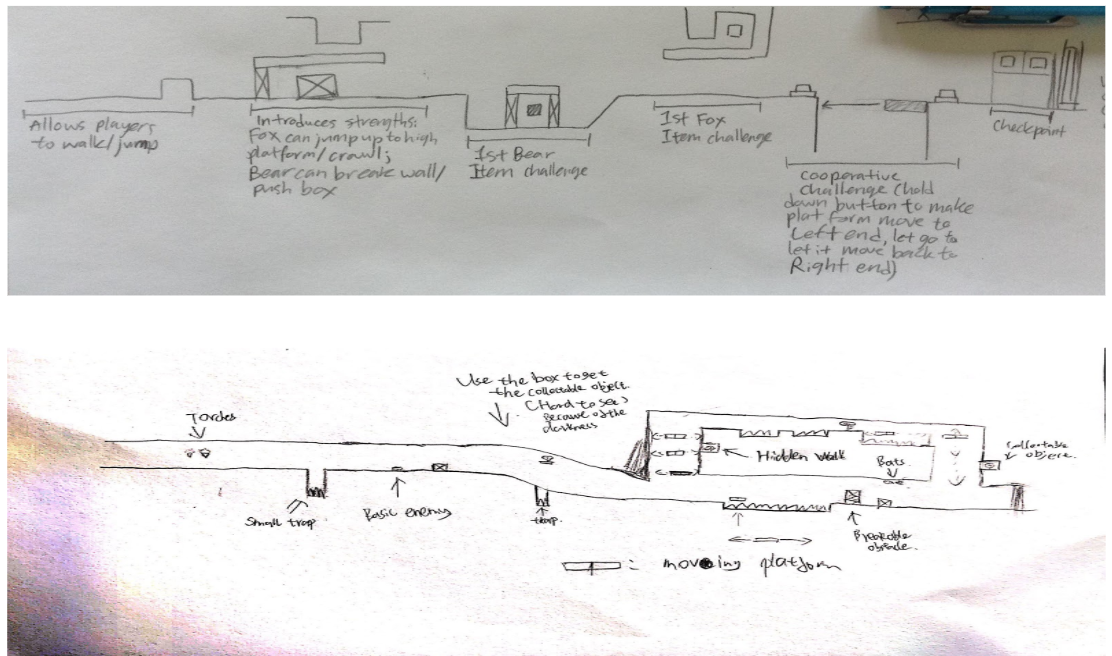 Allows players
to walk/jump
Introduces strengths:
Fox can jump up to high
platform/crawl;
Bear can break wall/
push box
1st Bear
Item challenge
1st Fox
Item challenge
cooperative
challenge (hold
down button to make
platform move to
Left end, let go to
let it move back to
Right end)
Checkpoint
Use the box to get
the collectable object.
(Hard to see)
Because of the
darkness
Torches
Small trap
Basic enemy
trap.
Hidden walk
Bats.
Collectable
object.
Breakable
obstacle.
: moveing platform